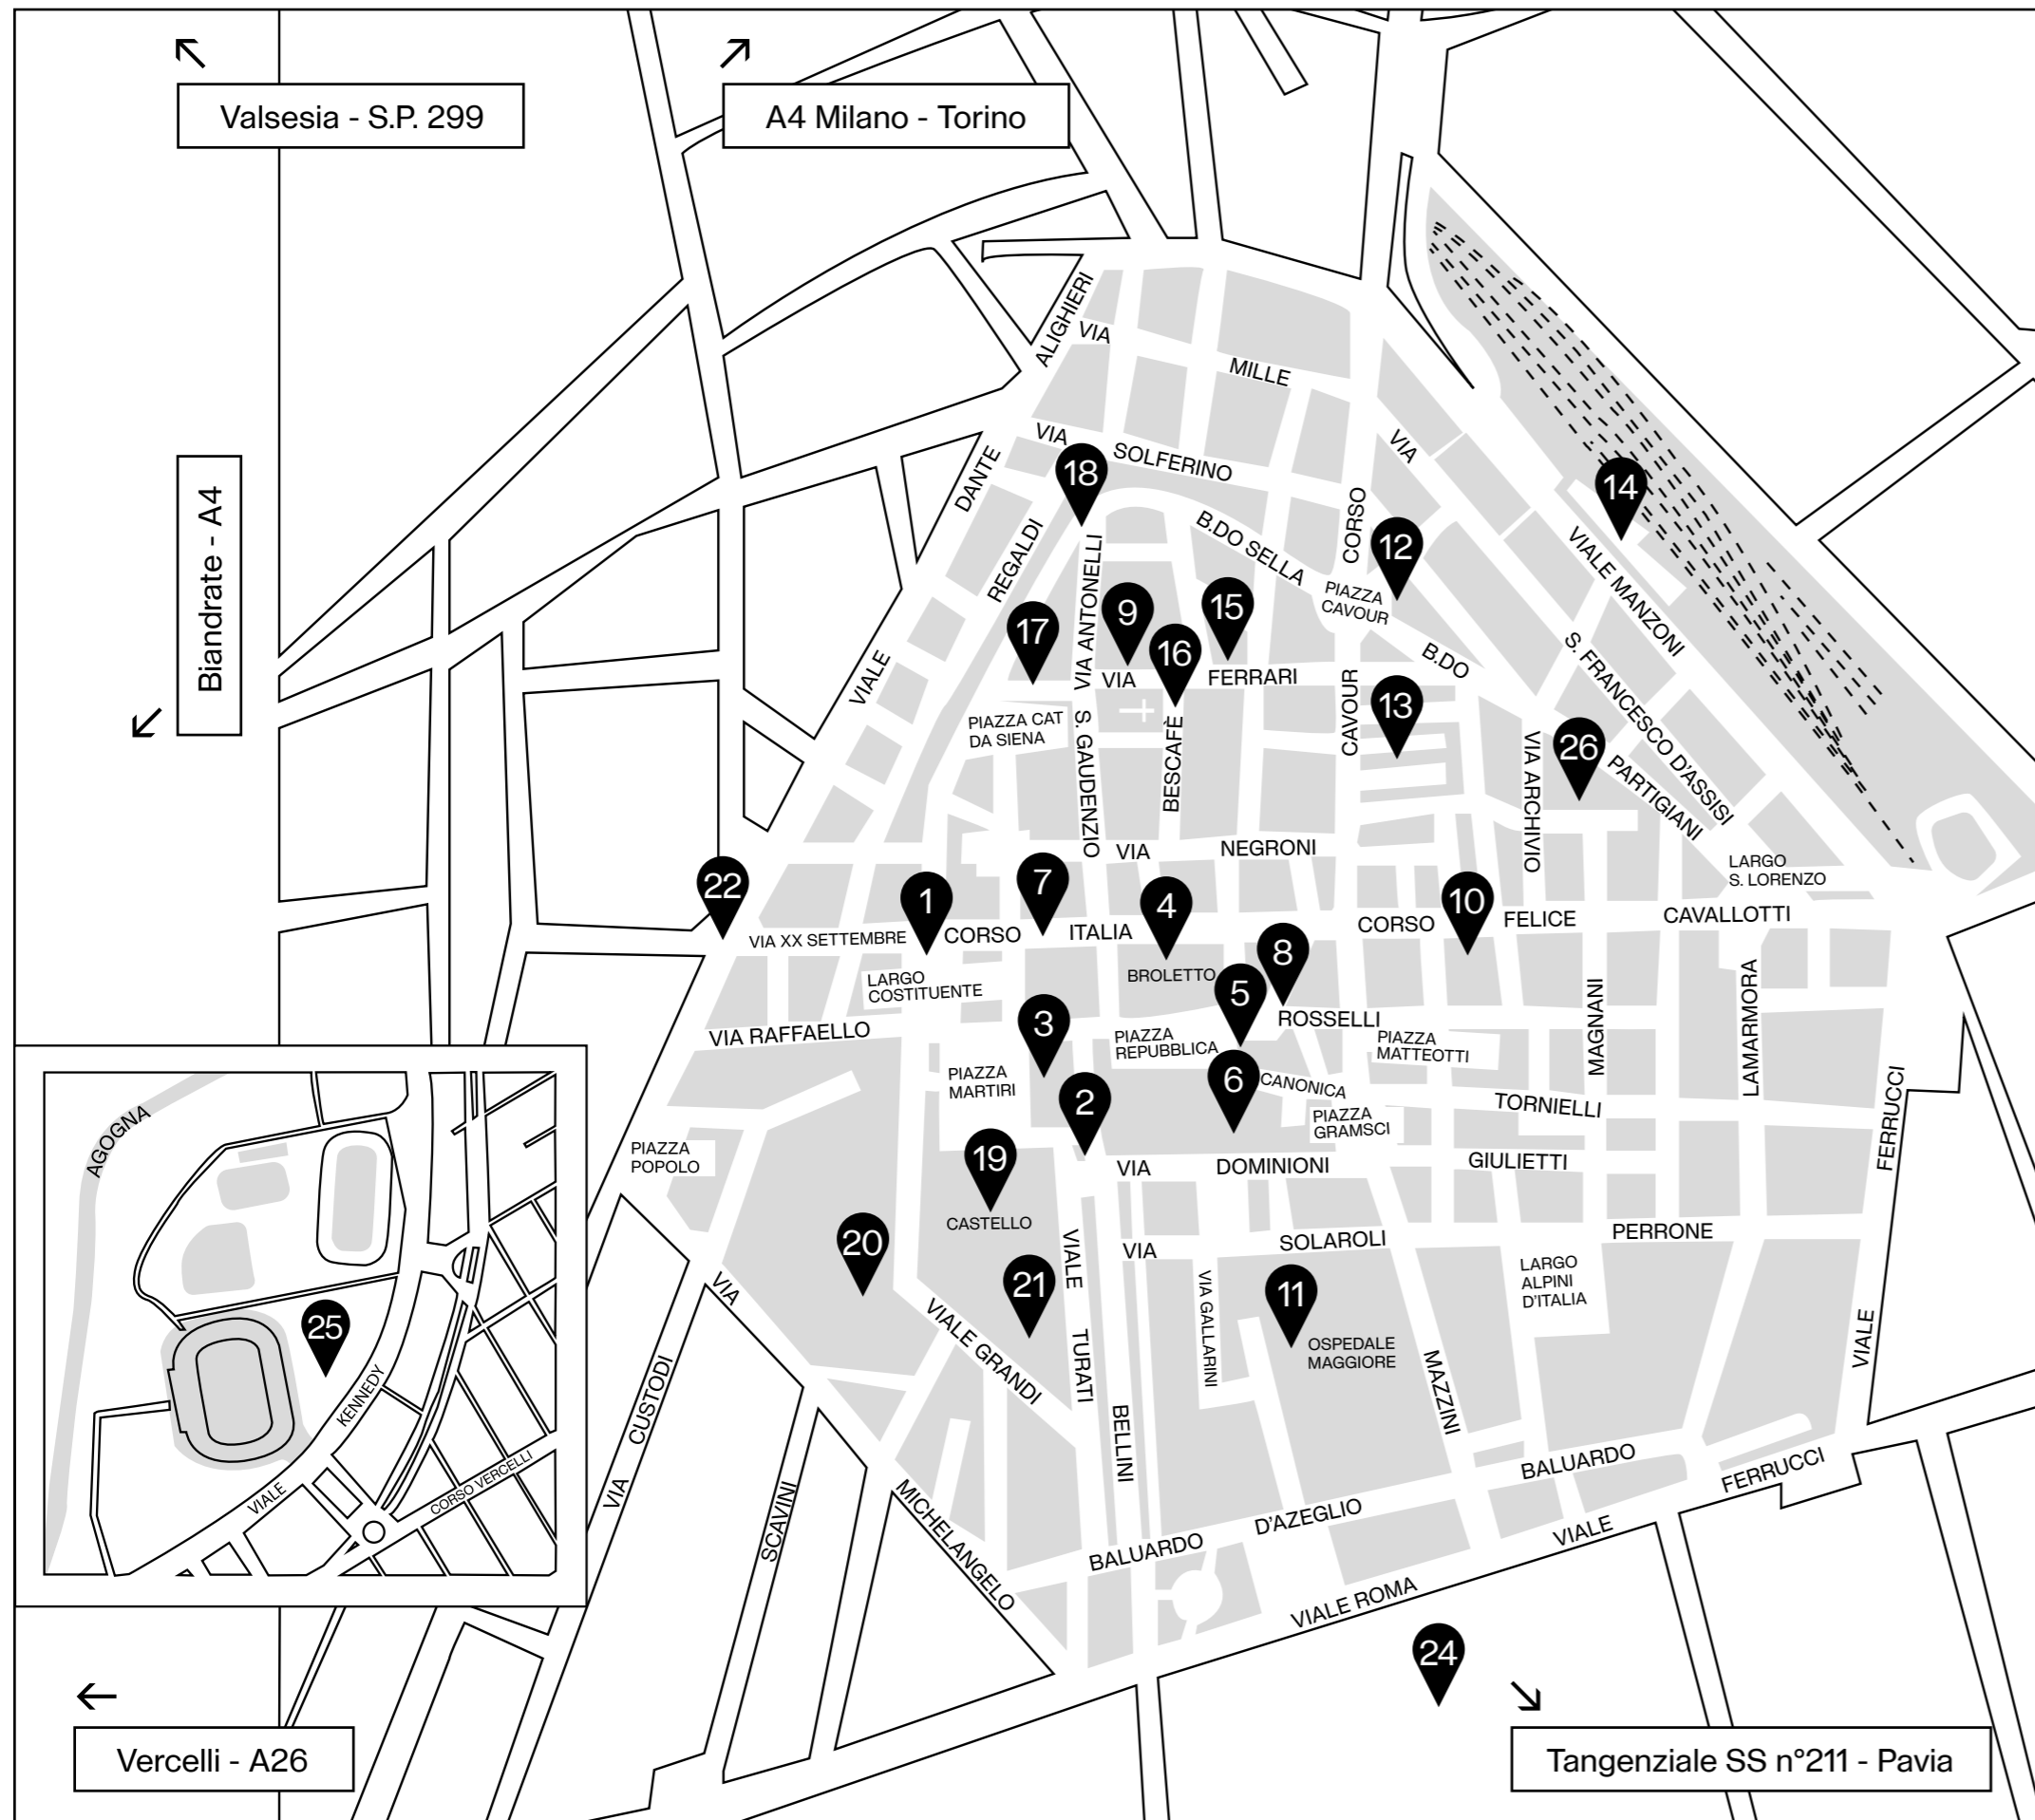 Valsesia - S.P. 299
A4 Milano - Torino
Biandrate - A4
ALIGHIERI
VIA
MILLE
DANTE
VIA
SOLFERINO
VIA
18
14
CORSO
12
B.DO SELLA
REGALDI
VIA ANTONELLI
VIALE MANZONI
PIAZZA
CAVOUR
9
15
17
16
B.DO
S. FRANCESCO D'ASSISI
VIALE
VIA
FERRARI
13
CAVOUR
PIAZZA CAT
DA SIENA
S. GAUDENZIO
BESCAFÈ
VIA ARCHIVIO
26
PARTIGIANI
VIA
NEGRONI
LARGO
S. LORENZO
22
1
7
4
10
VIA XX SETTEMBRE
CORSO
ITALIA
CORSO
FELICE
CAVALLOTTI
8
BROLETTO
LARGO
COSTITUENTE
5
3
ROSSELLI
VIA RAFFAELLO
PIAZZA
REPUBBLICA
PIAZZA
MATTEOTTI
MAGNANI
LAMARMORA
PIAZZA
MARTIRI
2
6
CANONICA
TORNIELLI
PIAZZA
GRAMSCI
FERRUCCI
PIAZZA
POPOLO
19
VIA
DOMINIONI
GIULIETTI
CASTELLO
20
VIALE
VIA
SOLAROLI
PERRONE
21
VIA GALLARINI
11
LARGO
ALPINI
D'ITALIA
VIA
VIALE GRANDI
TURATI
OSPEDALE
MAGGIORE
MAZZINI
VIALE
CUSTODI
BELLINI
VIA
SCAVINI
MICHELANGELO
BALUARDO
D'AZEGLIO
BALUARDO
FERRUCCI
VIALE
VIALE ROMA
24
AGOGNA
25
KENNEDY
VIALE
CORSO VERCELLI
Vercelli - A26
Tangenziale SS n°211 - Pavia